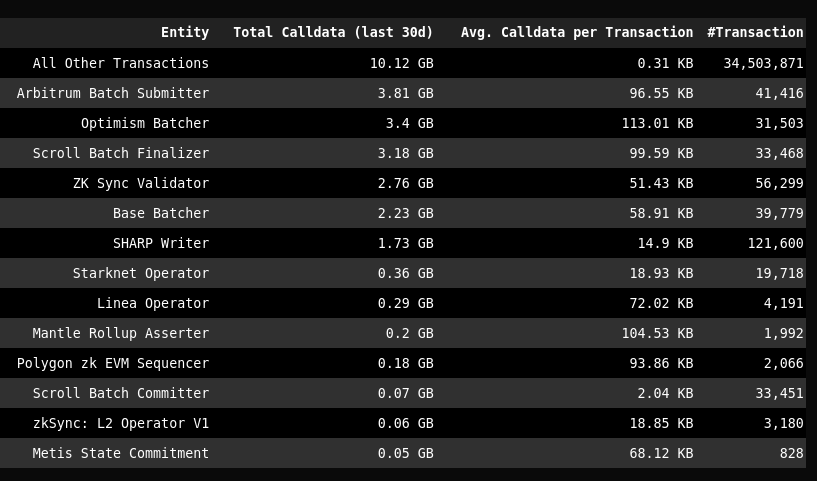 Entity Total Calldata (last 30d) Avg. Calldata per Transaction #Transaction
All Other Transactions 10.12 GB 0.31 KB 34,503,871
Arbitrum Batch Submitter 3.81 GB 96.55 KB 41,416
Optimism Batcher 3.4 GB 113.01 KB 31,503
Scroll Batch Finalizer 3.18 GB 99.59 KB 33,468
ZK Sync Validator 2.76 GB 51.43 KB 56,299
Base Batcher 2.23 GB 58.91 KB 39,779
SHARP Writer 1.73 GB 14.9 KB 121,600
Starknet Operator 0.36 GB 18.93 KB 19,718
Linea Operator 0.29 GB 72.02 KB 4,191
Mantle Rollup Asserter 0.2 GB 104.53 KB 1,992
Polygon zk EVM Sequencer 0.18 GB 93.86 KB 2,066
Scroll Batch Committer 0.07 GB 2.04 KB 33,451
zkSync: L2 Operator V1 0.06 GB 18.85 KB 3,180
Metis State Commitment 0.05 GB 68.12 KB 828